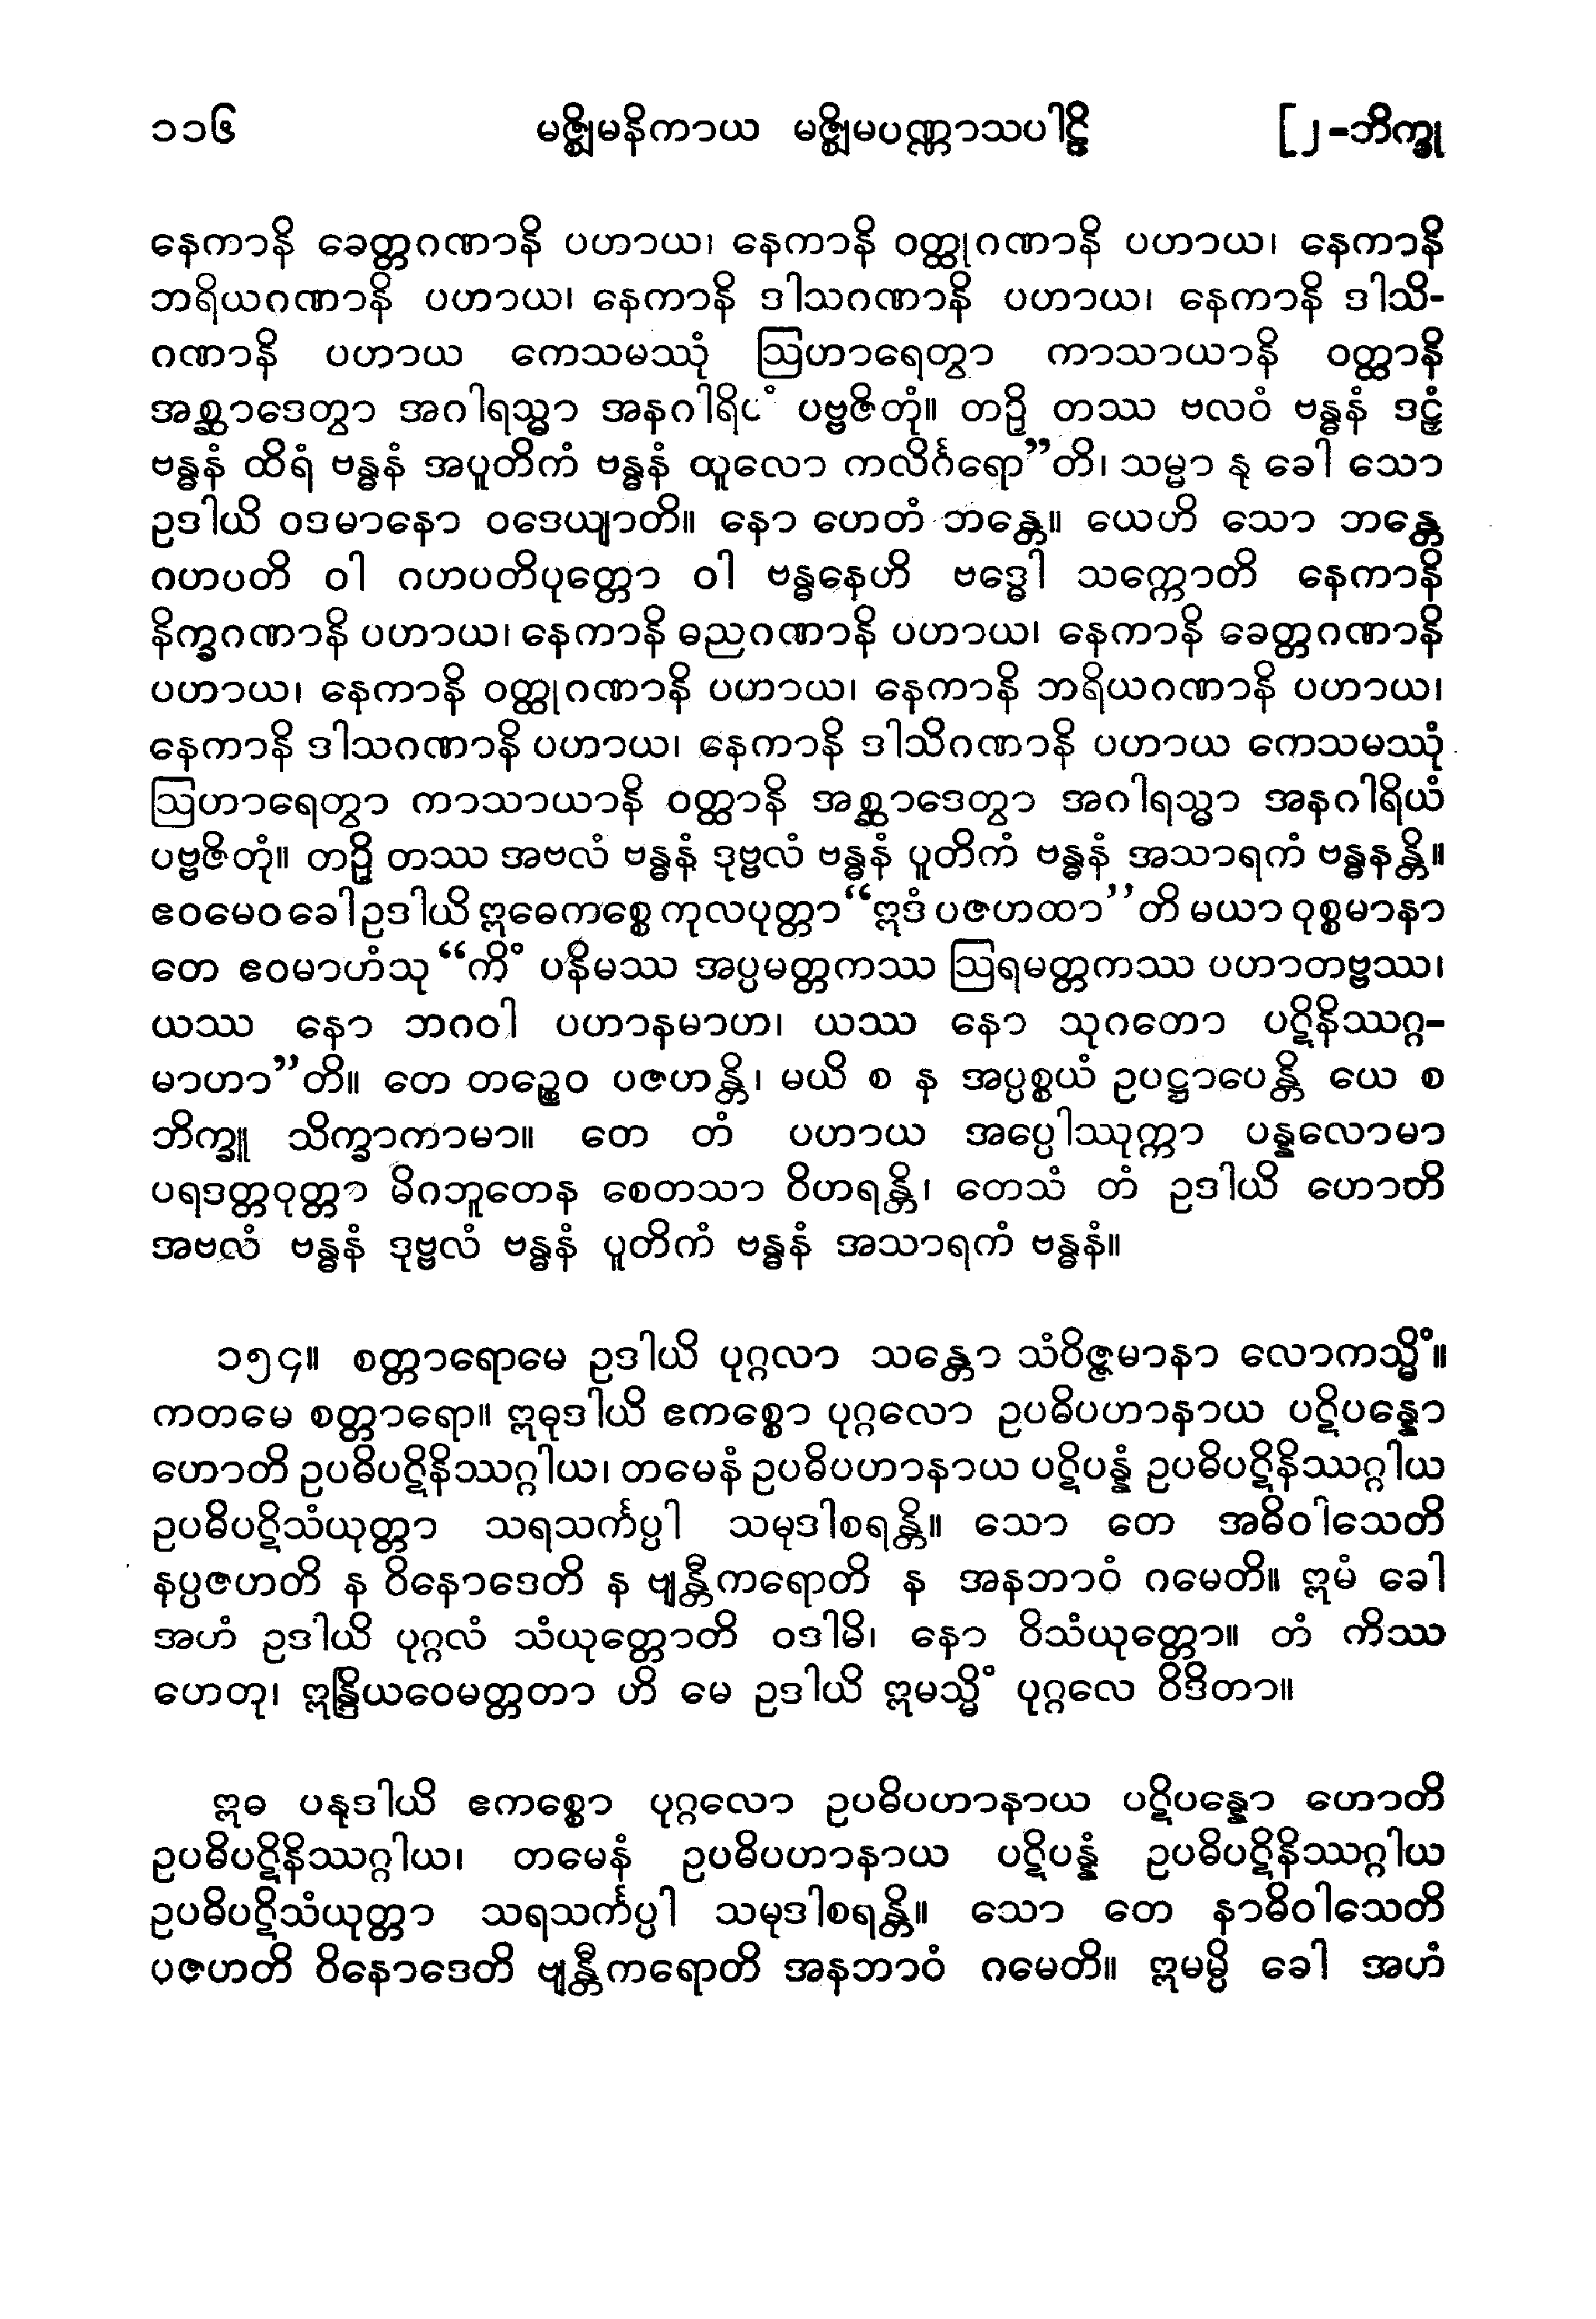 ၁၁၆ မဇ္ဈိမနိကာယ မဇ္ဈိမပဏ္ဏာသပါဠိ [၂-ဘိက္ခု
နေကာနိ ခေတ္တဂဏာနိ ပဟာယ၊ နေကာနိ ဝတ္ထုဂဏာနိ ပဟာယ၊ နေကာနိ
ဘရိယဂဏာနိ ပဟာယ၊ နေကာနိ ဒါသဂဏာနိ ပဟာယ၊ နေကာနိ ဒါသိ-
ဂဏာနိ ပဟာယ ကေသမဿုံ ဩဟာရေတွာ ကာသာယာနိ ဝတ္ထာနိ
အစ္ဆာဒေတွာ အဂါရသ္မာ အနဂါရိယံ ပဗ္ဗဇိတုံ။ တဉှိ တဿ ဗလဝံ ဗန္ဓနံ ဒဠှံ
ဗန္ဓနံ ထိရံ ဗန္ဓနံ အပူတိကံ ဗန္ဓနံ ထူလော ကလိင်္ဂရော”တိ၊ သမ္မာ နု ခေါ သော
ဥဒါယိ ဝဒမာနော ဝဒေယျာတိ။ နော ဟေတံ ဘန္တေ။ ယေဟိ သော ဘန္တေ
ဂဟပတိ ဝါ ဂဟပတိပုတ္တော ဝါ ဗန္ဓနေဟိ ဗဒ္ဓေါ သက္ကောတိ နေကာနိ
နိက္ခဂဏာနိ ပဟာယ၊ နေကာနိ ဓညဂဏာနိ ပဟာယ၊ နေကာနိ ခေတ္တဂဏာနိ
ပဟာယ၊ နေကာနိ ဝတ္ထုဂဏာနိ ပဟာယ၊ နေကာနိ ဘရိယဂဏာနိ ပဟာယ၊
နေကာနိ ဒါသဂဏာနိ ပဟာယ၊ နေကာနိ ဒါသိဂဏာနိ ပဟာယ ကေသမဿုံ
ဩဟာရေတွာ ကာသာယာနိ ဝတ္ထာနိ အစ္ဆာဒေတွာ အဂါရသ္မာ အနဂါရိယံ
ပဗ္ဗဇိတုံ။ တဉှိ တဿ အဗလံ ဗန္ဓနံ ဒုဗ္ဗလံ ဗန္ဓနံ ပူတိကံ ဗန္ဓနံ အသာရကံ ဗန္ဓနန္တိ။
ဧဝမေဝ ခေါ ဥဒါယိ ဣဓေကစ္စေ ကုလပုတ္တာ “ဣဒံ ပဇဟထာ”တိ မယာ ဝုစ္စမာနာ
တေ ဧဝမာဟံသု “ကိံ ပနိမဿ အပ္ပမတ္တကဿ ဩရမတ္တကဿ ပဟာတဗ္ဗဿ၊
ယဿ နော ဘဂဝါ ပဟာနမာဟ၊ ယဿ နော သုဂတော ပဋိနိဿဂ္ဂ-
မာဟာ”တိ။ တေ တဉ္စေဝ ပဇဟန္တိ၊ မယိ စ န အပ္ပစ္စယံ ဥပဋ္ဌာပေန္တိ ယေ စ
ဘိက္ခူ သိက္ခာကာမာ။ တေ တံ ပဟာယ အပ္ပေါဿုက္ကာ ပန္နလောမာ
ပရဒတ္တဝုတ္တာ မိဂဘူတေန စေတသာ ဝိဟရန္တိ၊ တေသံ တံ ဥဒါယိ ဟောတိ
အဗလံ ဗန္ဓနံ ဒုဗ္ဗလံ ဗန္ဓနံ ပူတိကံ ဗန္ဓနံ အသာရကံ ဗန္ဓနံ။
၁၅၄။ စတ္တာရောမေ ဥဒါယိ ပုဂ္ဂလာ သန္တော သံဝိဇ္ဇမာနာ လောကသ္မိံ။
ကတမေ စတ္တာရော။ ဣဓုဒါယိ ဧကစ္စော ပုဂ္ဂလော ဥပဓိပဟာနာယ ပဋိပန္နော
ဟောတိ ဥပဓိပဋိနိဿဂ္ဂါယ၊ တမေနံ ဥပဓိပဟာနာယ ပဋိပန္နံ ဥပဓိပဋိနိဿဂ္ဂါယ
ဥပဓိပဋိသံယုတ္တာ သရသင်္ကပ္ပါ သမုဒါစရန္တိ။ သော တေ အဓိဝါသေတိ
နပ္ပဇဟတိ န ဝိနောဒေတိ န ဗျန္တီကရောတိ န အနဘာဝံ ဂမေတိ။ ဣမံ ခေါ
အဟံ ဥဒါယိ ပုဂ္ဂလံ သံယုတ္တောတိ ဝဒါမိ၊ နော ဝိသံယုတ္တော။ တံ ကိဿ
ဟေတု၊ ဣန္ဒြိယဝေမတ္တတာ ဟိ မေ ဥဒါယိ ဣမသ္မိံ ပုဂ္ဂလေ ဝိဒိတာ။
ဣဓ ပနုဒါယိ ဧကစ္စော ပုဂ္ဂလော ဥပဓိပဟာနာယ ပဋိပန္နော ဟောတိ
ဥပဓိပဋိနိဿဂ္ဂါယ၊ တမေနံ ဥပဓိပဟာနာယ ပဋိပန္နံ ဥပဓိပဋိနိဿဂ္ဂါယ
ဥပဓိပဋိသံယုတ္တာ သရသင်္ကပ္ပါ သမုဒါစရန္တိ။ သော တေ နာဓိဝါသေတိ
ပဇဟတိ ဝိနောဒေတိ ဗျန္တီကရောတိ အနဘာဝံ ဂမေတိ။ ဣမမ္ပိ ခေါ အဟံ